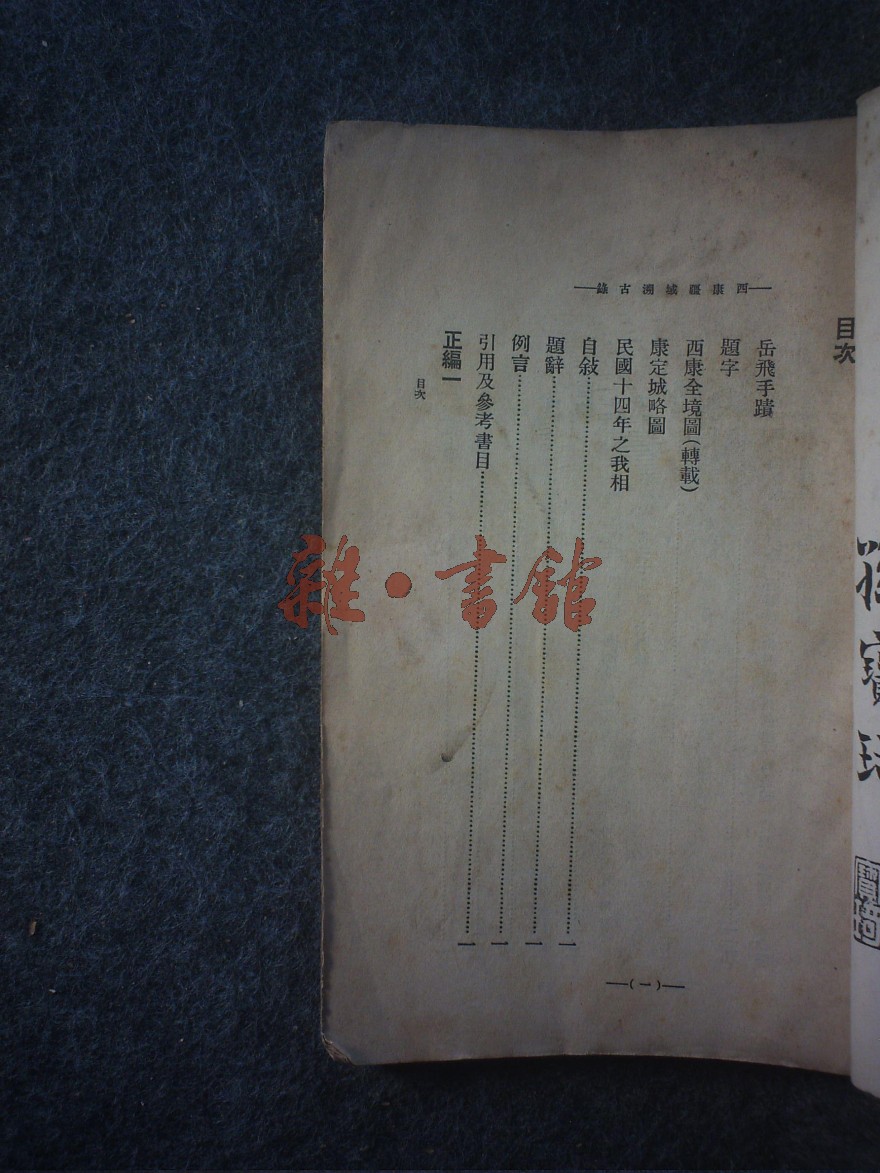 西康疆域溯古錄
目次
岳飛手蹟
題字
西康全境圖(轉載)
康定城略圖
民國十四年之我相
自敍…………一
題辭…………一
例言…………一
引用及參考書目…………一
正編一
目次
(一)
雜·書館